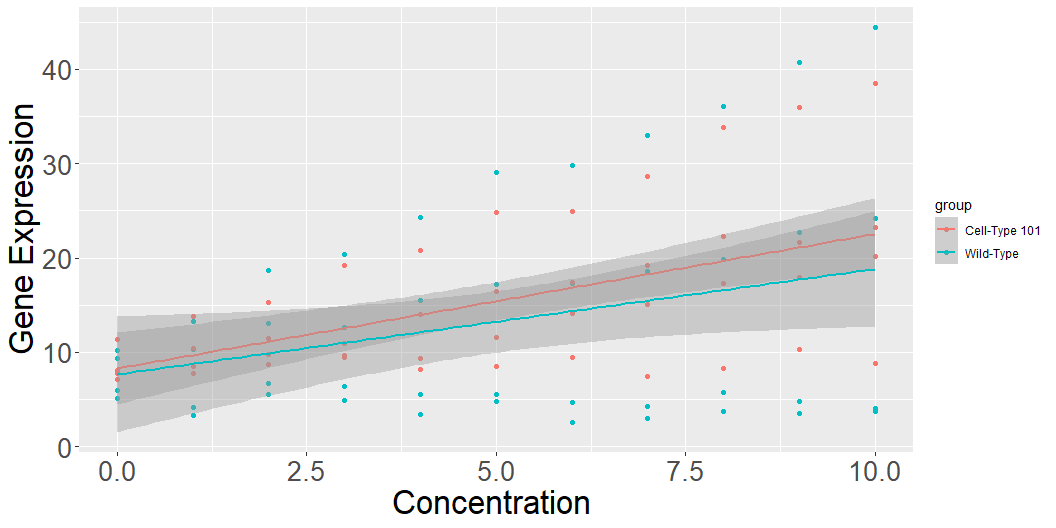 Gene Expression
40
30
20
10
0
0.0 2.5 5.0 7.5 10.0
Concentration
group
Cell-Type 101
Wild-Type